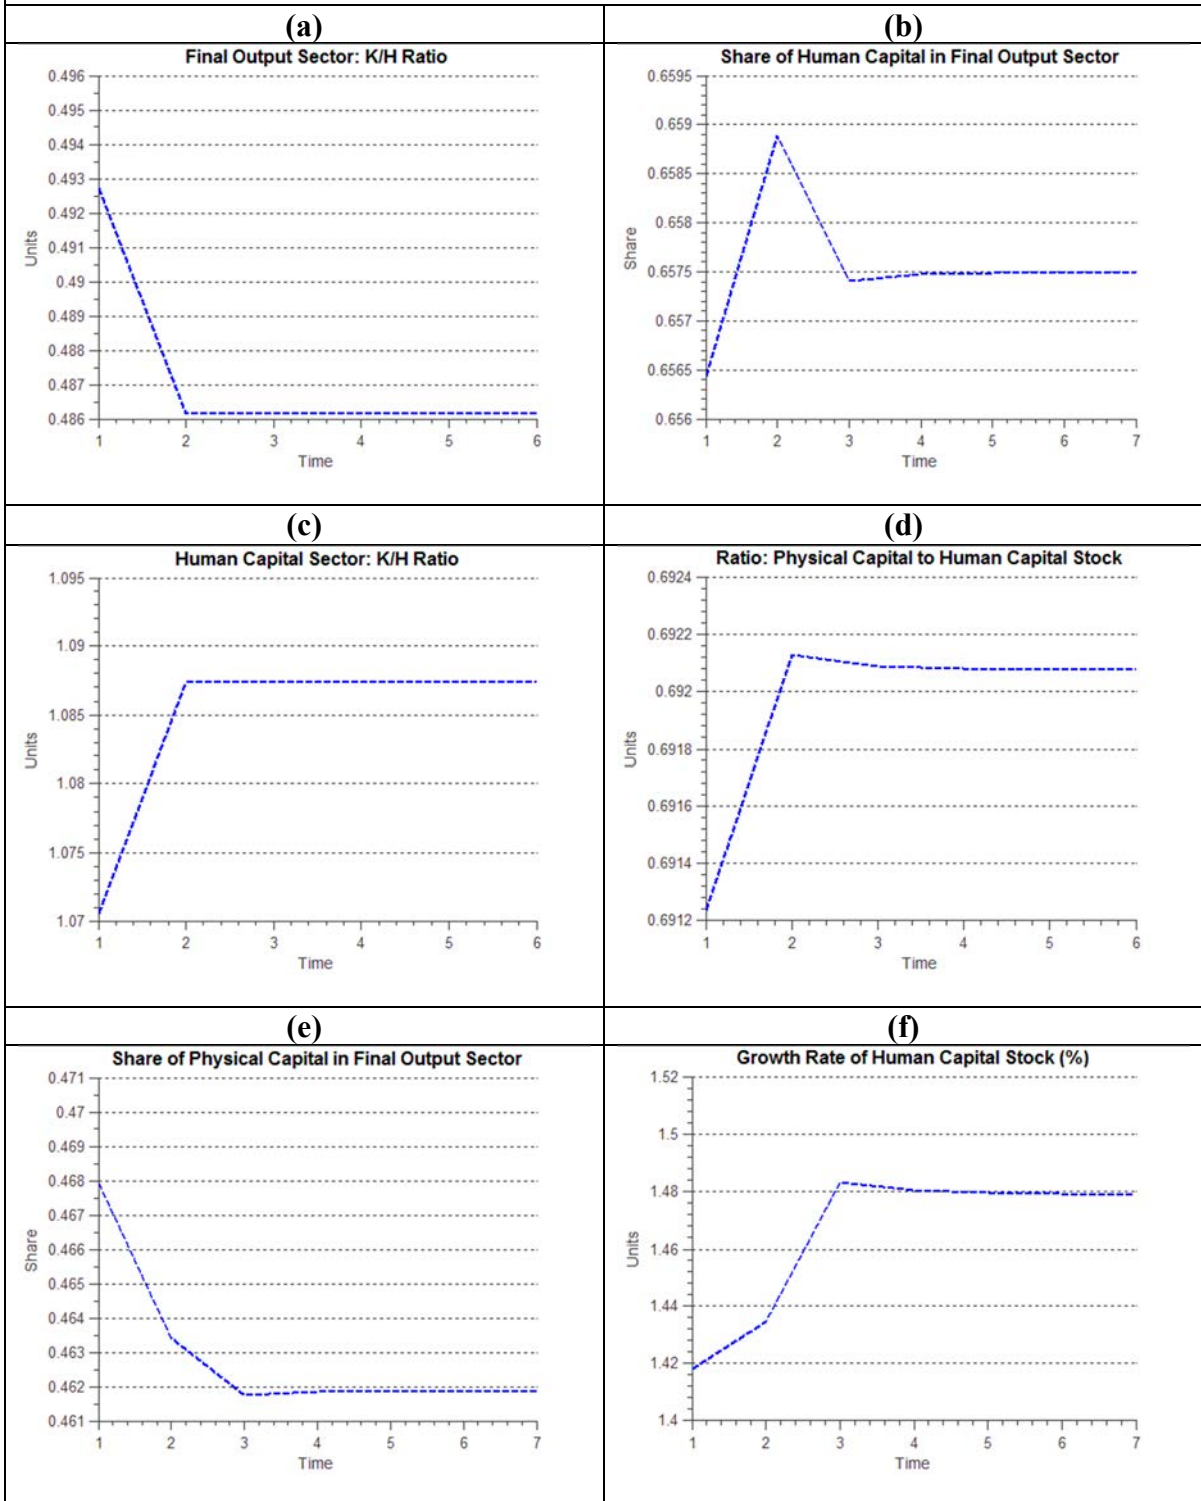 (a)
Final Output Sector: K/H Ratio
0.496
0.495
0.494
0.493
0.492
0.491
0.49
0.489
0.488
0.487
0.486
Units
1 2 3 4 5 6
Time
(b)
Share of Human Capital in Final Output Sector
0.6595
0.659
0.6585
0.658
0.6575
0.657
0.6565
0.656
Share
1 2 3 4 5 6 7
Time
(c)
Human Capital Sector: K/H Ratio
1.095
1.09
1.085
1.08
1.075
1.07
Units
1 2 3 4 5 6
Time
(d)
Ratio: Physical Capital to Human Capital Stock
0.6924
0.6922
0.692
0.6918
0.6916
0.6914
0.6912
Units
1 2 3 4 5 6
Time
(e)
Share of Physical Capital in Final Output Sector
0.471
0.47
0.469
0.468
0.467
0.466
0.465
0.464
0.463
0.462
0.461
Share
1 2 3 4 5 6 7
Time
(f)
Growth Rate of Human Capital Stock (%)
1.52
1.5
1.48
1.46
1.44
1.42
1.4
Units
1 2 3 4 5 6 7
Time